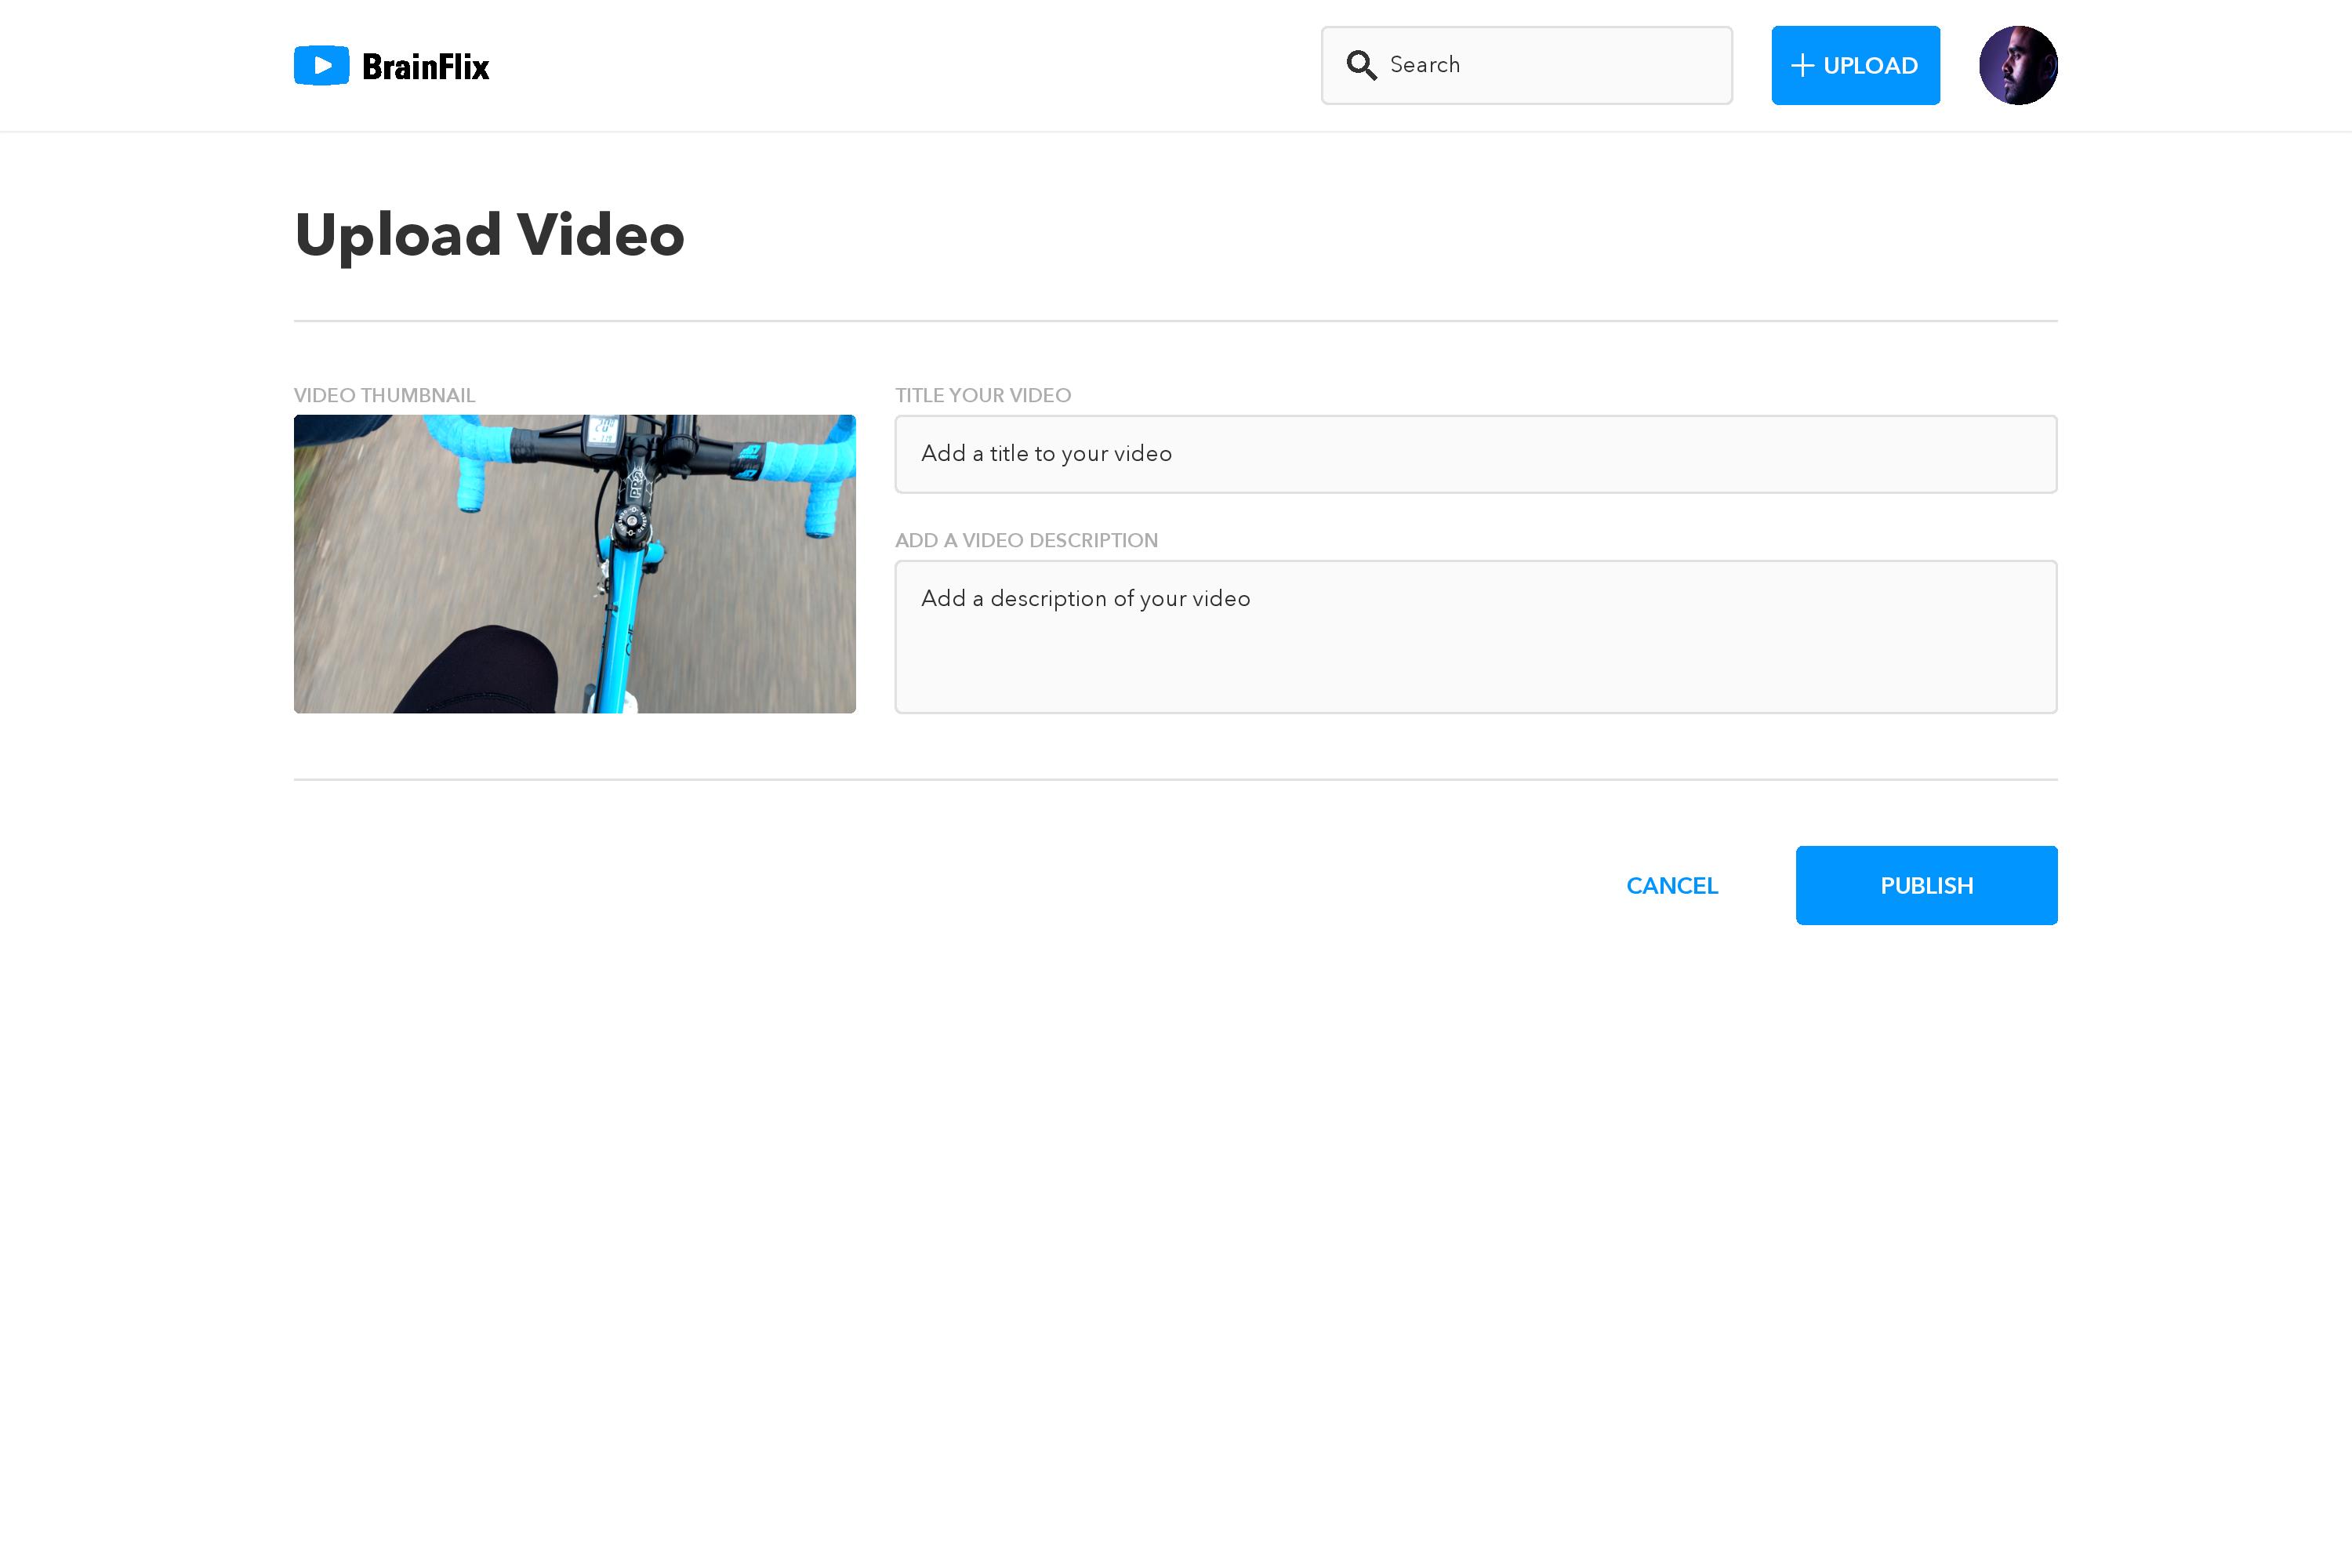 BrainFlix
Search
UPLOAD
Upload Video
VIDEO THUMBNAIL
PRO
TITLE YOUR VIDEO
Add a title to your video
ADD A VIDEO DESCRIPTION
Add a description of your video
CANCEL
PUBLISH